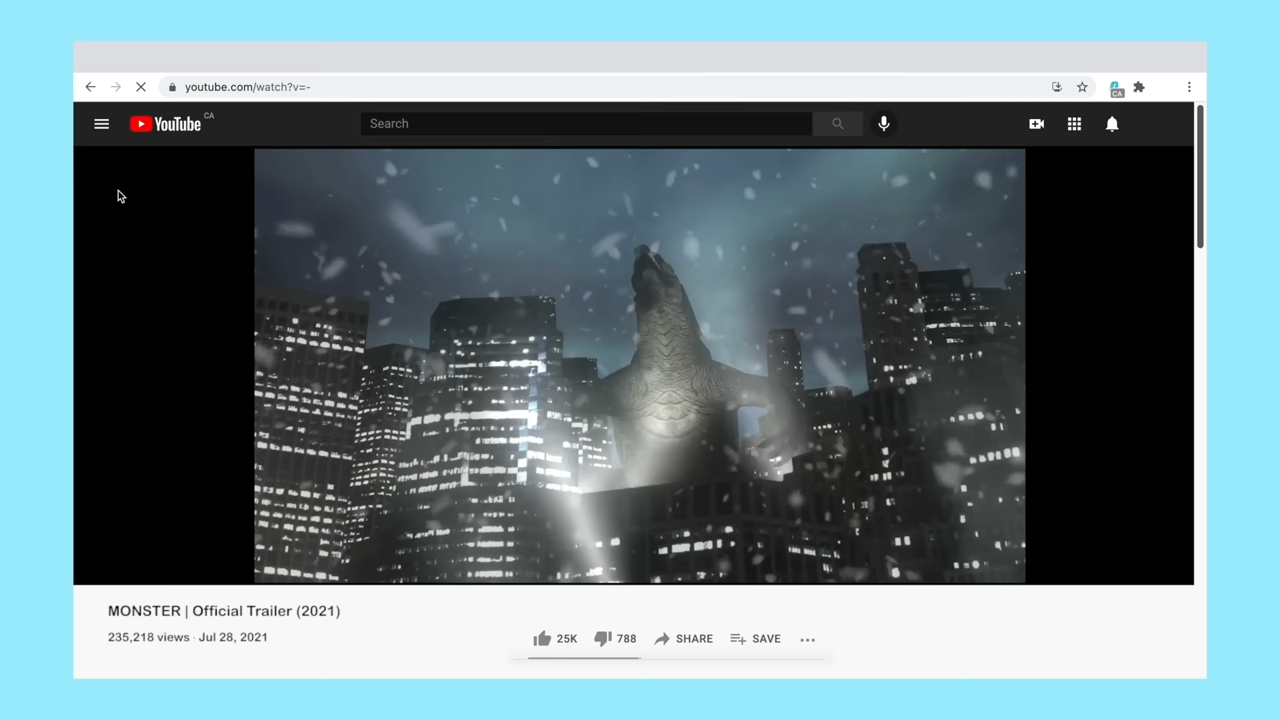 youtube.com/watch?v=-
CA
YouTube CA
Search
MONSTER | Official Trailer (2021)
235,218 views · Jul 28, 2021
25K 788 SHARE SAVE